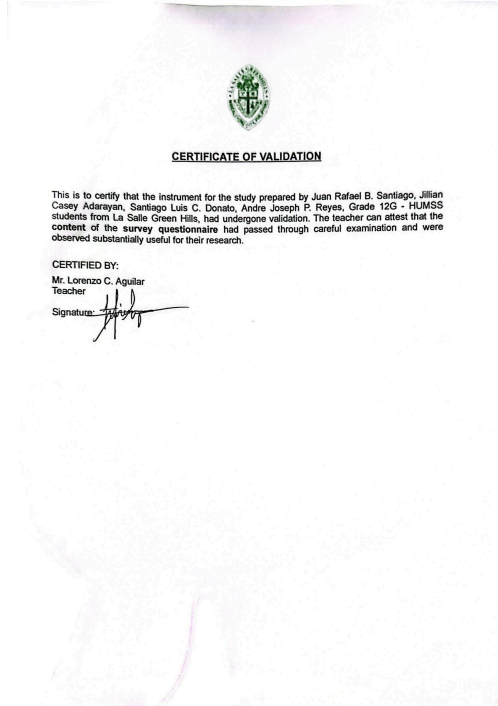 CERTIFICATE OF VALIDATION
This is to certify that the instrument for the study prepared by Juan Rafael B. Santiago, Jillian
Casey Adarayan, Santiago Luis C. Donato, Andre Joseph P. Reyes, Grade 12G - HUMSS
students from La Salle Green Hills, had undergone validation. The teacher can attest that the
content of the survey questionnaire had passed through careful examination and were
observed substantially useful for their research.
CERTIFIED BY:
Mr. Lorenzo C. Aguilar
Teacher
Signature: